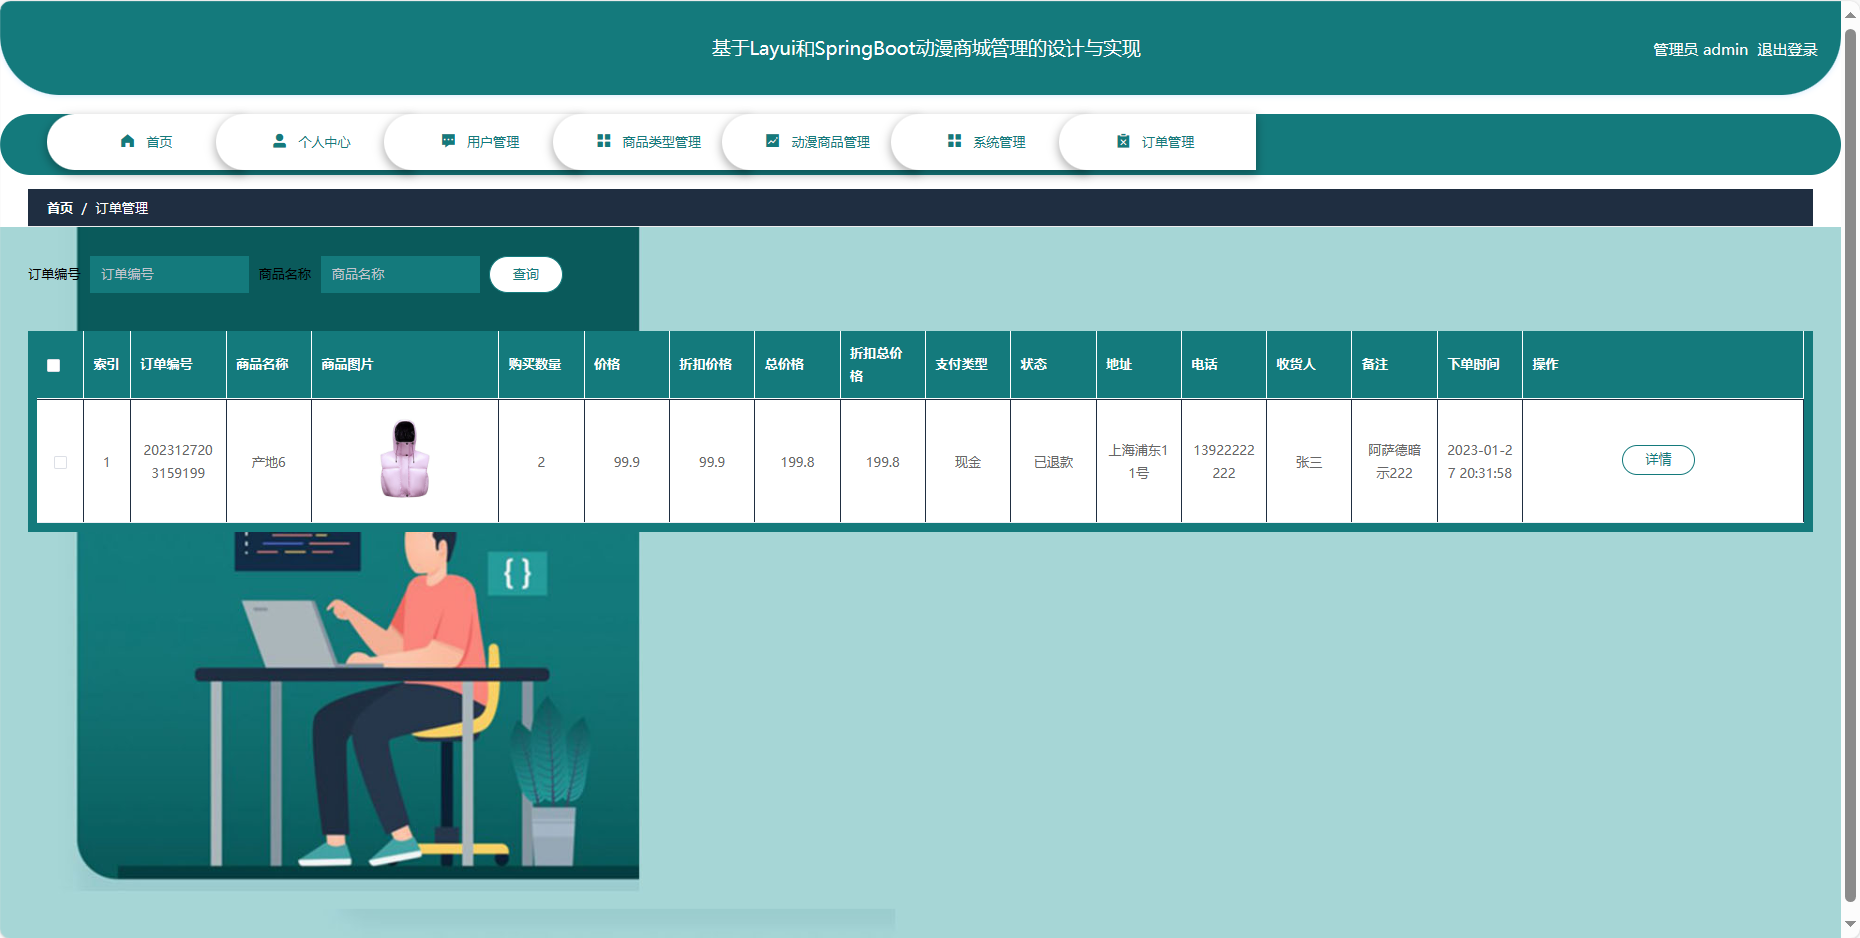 基于Layui和SpringBoot动漫商城管理的设计与实现
管理员 admin 退出登录
首页 个人中心 用户管理 商品类型管理 动漫商品管理 系统管理 订单管理
首页 / 订单管理
订单编号 订单编号 商品名称 商品名称 查询
索引 订单编号 商品名称 商品图片 购买数量 价格 折扣价格 总价格 折扣总价格 支付类型 状态 地址 电话 收货人 备注 下单时间 操作
1 2023127203159199 产地6 2 99.9 99.9 199.8 199.8 现金 已退款 上海浦东11号 13922222222 张三 阿萨德暗示222 2023-01-27 20:31:58 详情
{ }